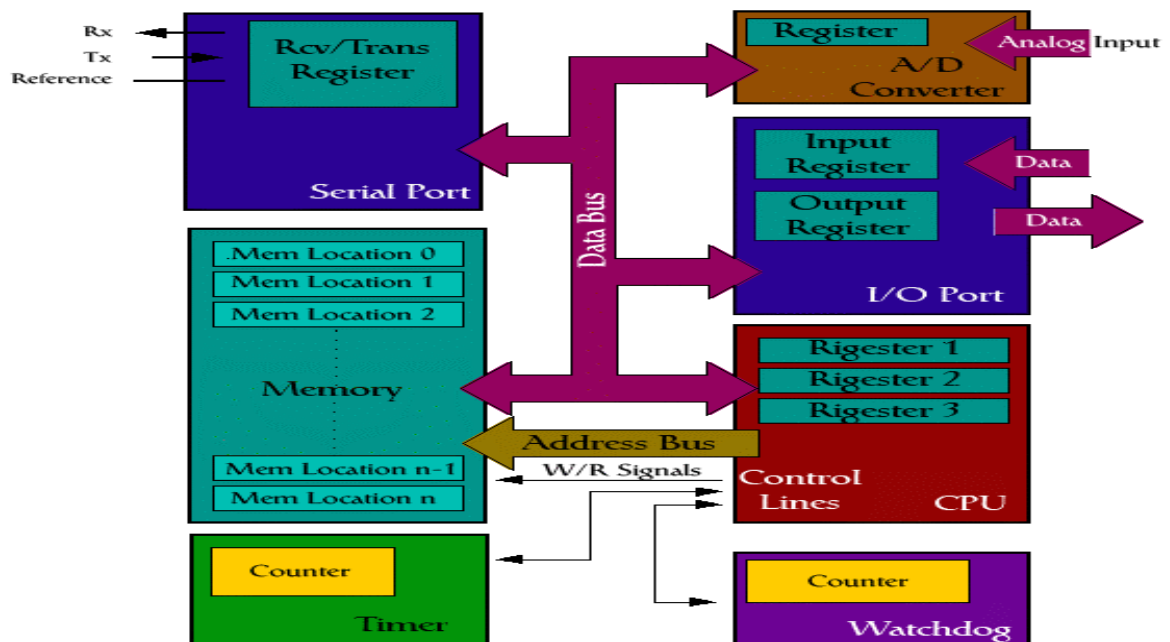 Rx
Tx
Reference
Rcv/Trans
Register
Serial Port
Register
A/D
Converter
Analog Input
Input
Register
Output
Register
I/O Port
Data
Data
Data Bus
.Mem Location 0
Mem Location 1
Mem Location 2
Memory
Mem Location n-1
Mem Location n
Rigester 1
Rigester 2
Rigester 3
Address Bus
W/R Signals
Control
Lines
CPU
Counter
Timer
Counter
Watchdog